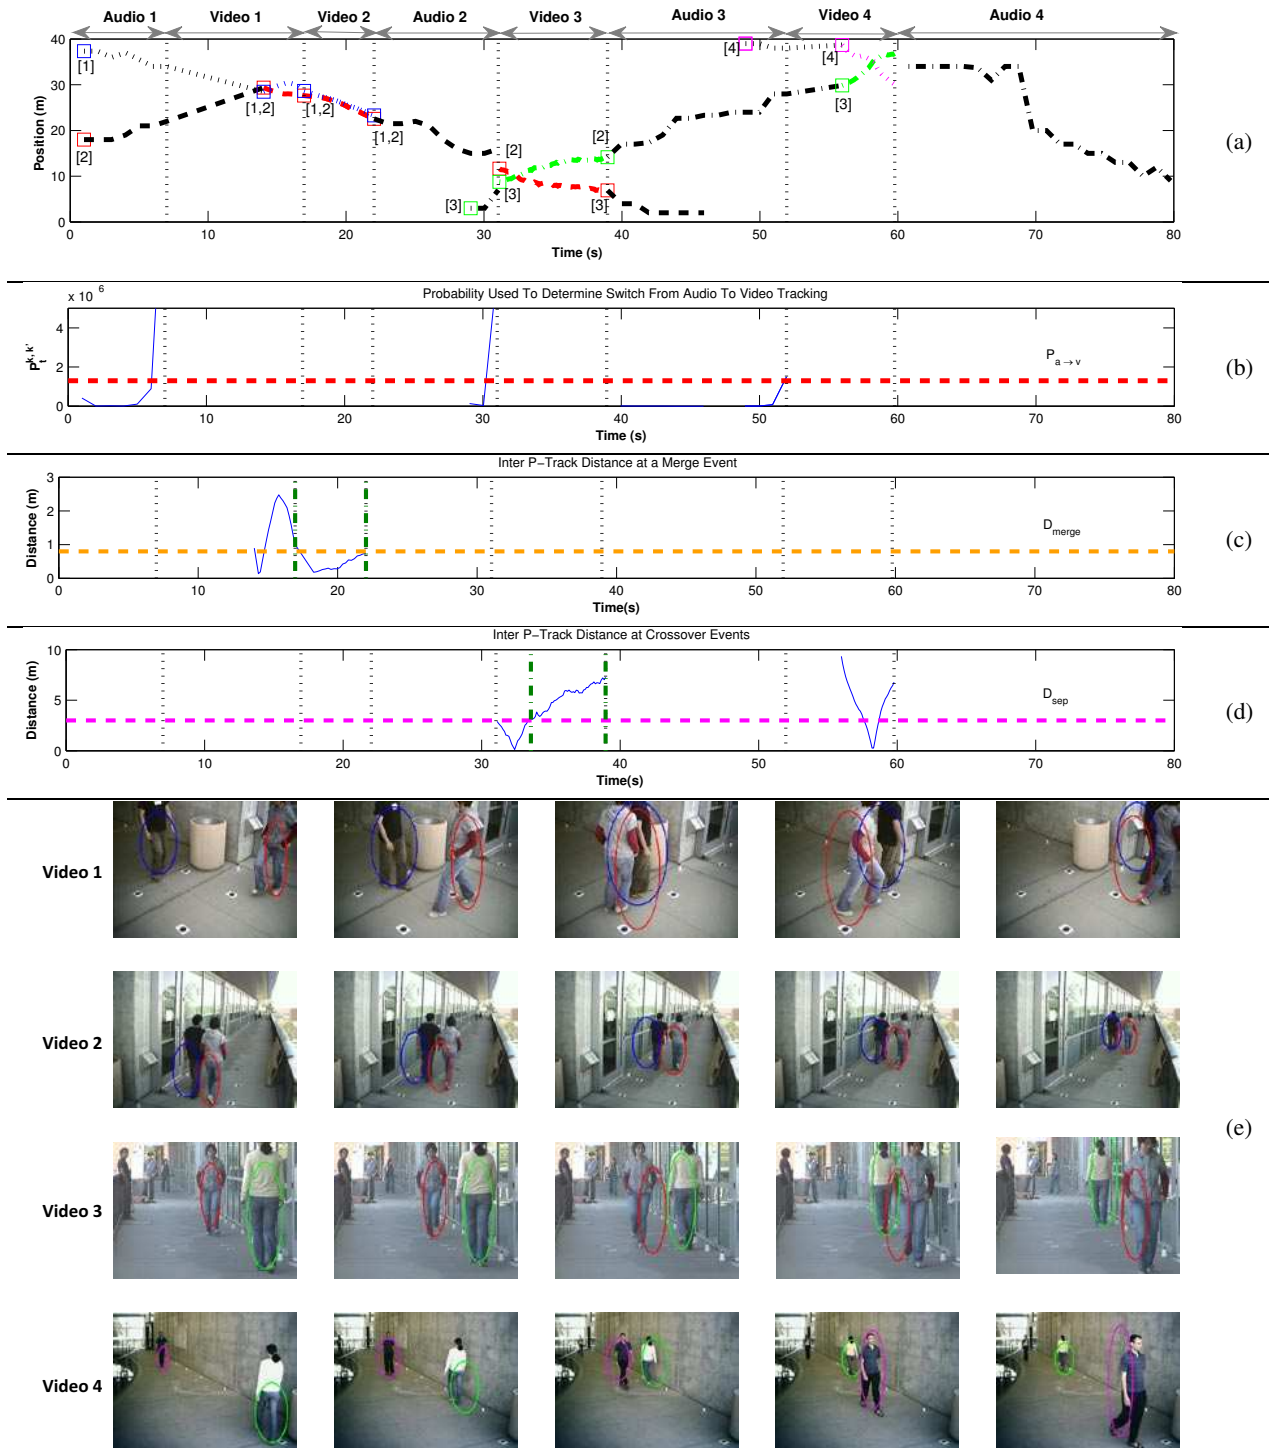 Audio 1 Video 1 Video 2 Audio 2 Video 3 Audio 3 Video 4 Audio 4
Position (m)
40
30
20
10
0
[1]
[2]
[1,2]
[1,2]
[1,2]
[2]
[3]
[3]
[2]
[3]
[4]
[4]
[3]
0 10 20 30 40 50 60 70 80
Time (s)
(a)
x 10 6
Probability Used To Determine Switch From Audio To Video Tracking
P t k,k'
4
2
0
P a → v
0 10 20 30 40 50 60 70 80
Time (s)
(b)
Inter P−Track Distance at a Merge Event
Distance (m)
3
2
1
0
D merge
0 10 20 30 40 50 60 70 80
Time(s)
(c)
Inter P−Track Distance at Crossover Events
Distance (m)
10
5
0
D sep
0 10 20 30 40 50 60 70 80
Time(s)
(d)
Video 1
Video 2
Video 3
Video 4
(e)